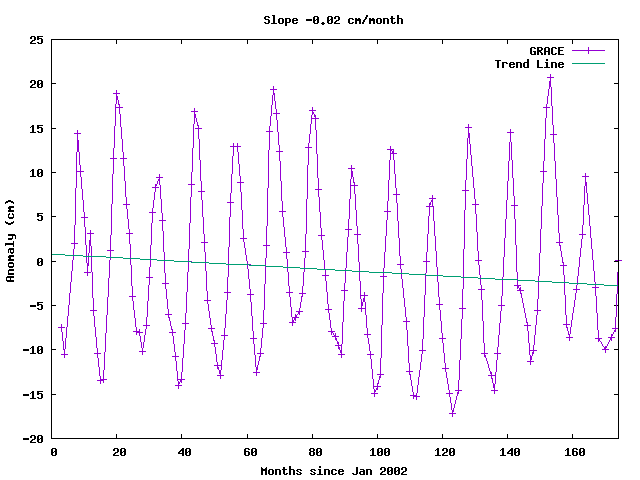 Slope -0.02 cm/month
GRACE
Trend Line
25
20
15
10
5
0
-5
-10
-15
-20
Anomaly (cm)
0 20 40 60 80 100 120 140 160
Months since Jan 2002